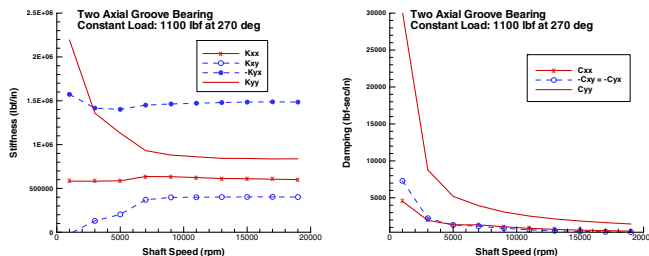 Two Axial Groove Bearing
Constant Load: 1100 lbf at 270 deg
Kxx
Kxy
-Kyx
Kyy
2.5E+06
2E+06
1.5E+06
1E+06
500000
0
0
5000
10000
15000
20000
Stiffness (lbf/in)
Shaft Speed (rpm)
Two Axial Groove Bearing
Constant Load: 1100 lbf at 270 deg
Cxx
-Cxy = -Cyx
Cyy
30000
25000
20000
15000
10000
5000
0
5000
10000
15000
20000
Damping (lbf-sec/in)
Shaft Speed (rpm)